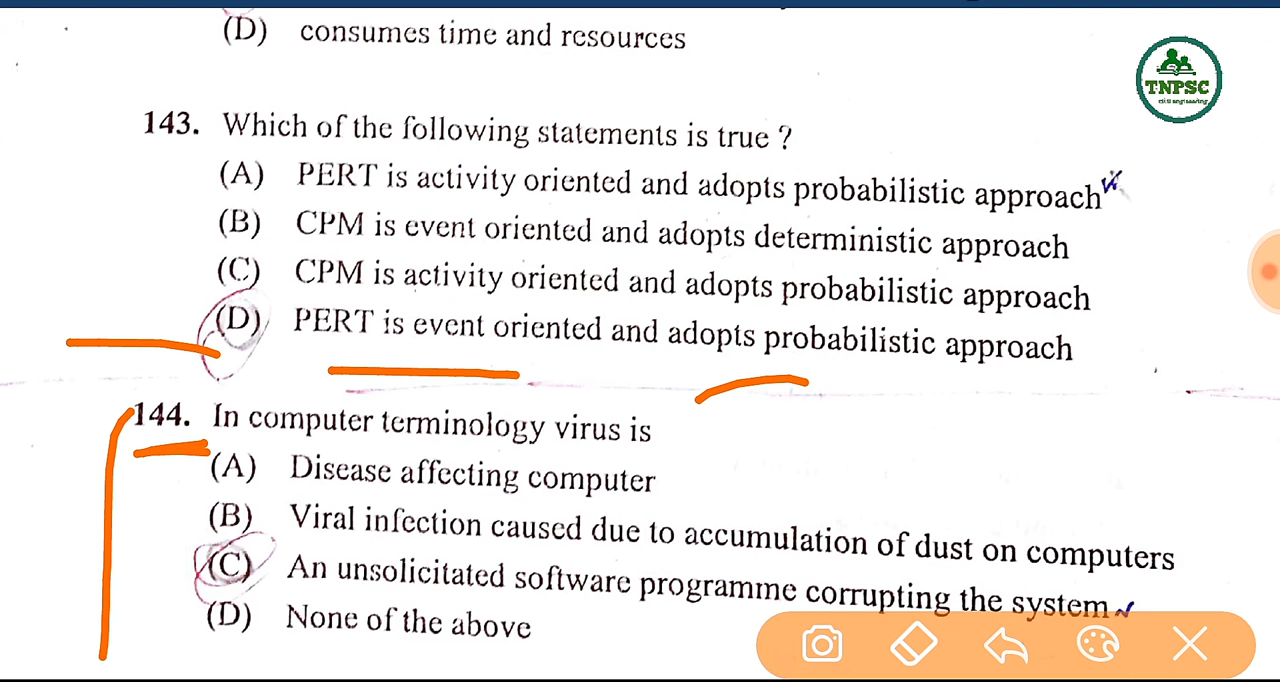 (D) consumes time and resources
TNPSC
143. Which of the following statements is true ?
(A) PERT is activity oriented and adopts probabilistic approach
(B) CPM is event oriented and adopts deterministic approach
(C) CPM is activity oriented and adopts probabilistic approach
(D) PERT is event oriented and adopts probabilistic approach
144. In computer terminology virus is
(A) Disease affecting computer
(B) Viral infection caused due to accumulation of dust on computers
(C) An unsolicitated software programme corrupting the system
(D) None of the above